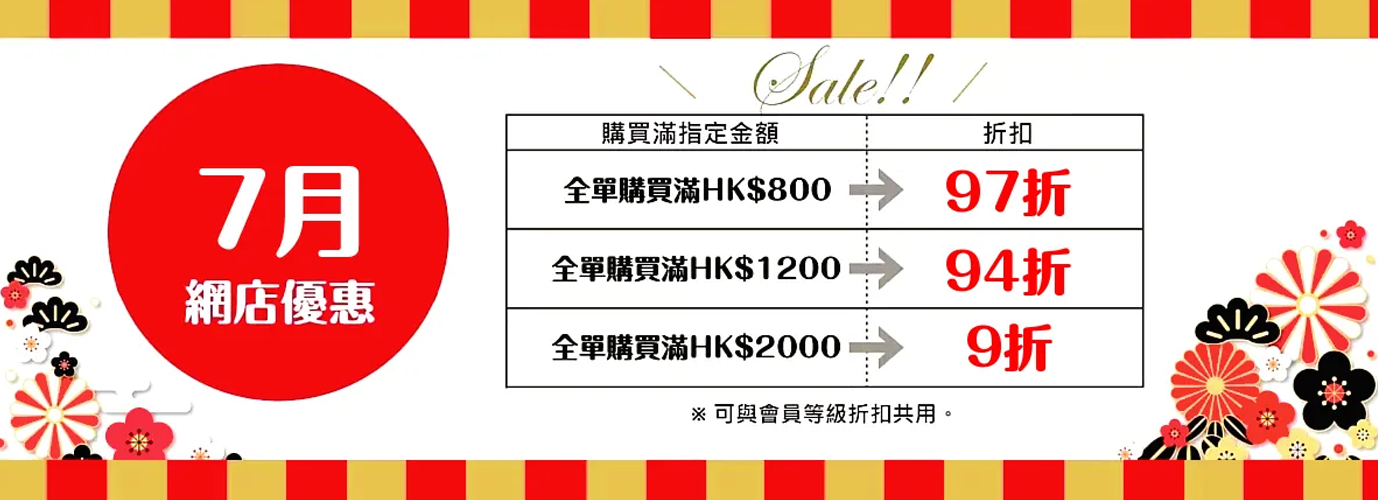 7月
網店優惠
Sale!!
購買滿指定金額 折扣
全單購買滿HK$800 97折
全單購買滿HK$1200 94折
全單購買滿HK$2000 9折
※ 可與會員等級折扣共用。